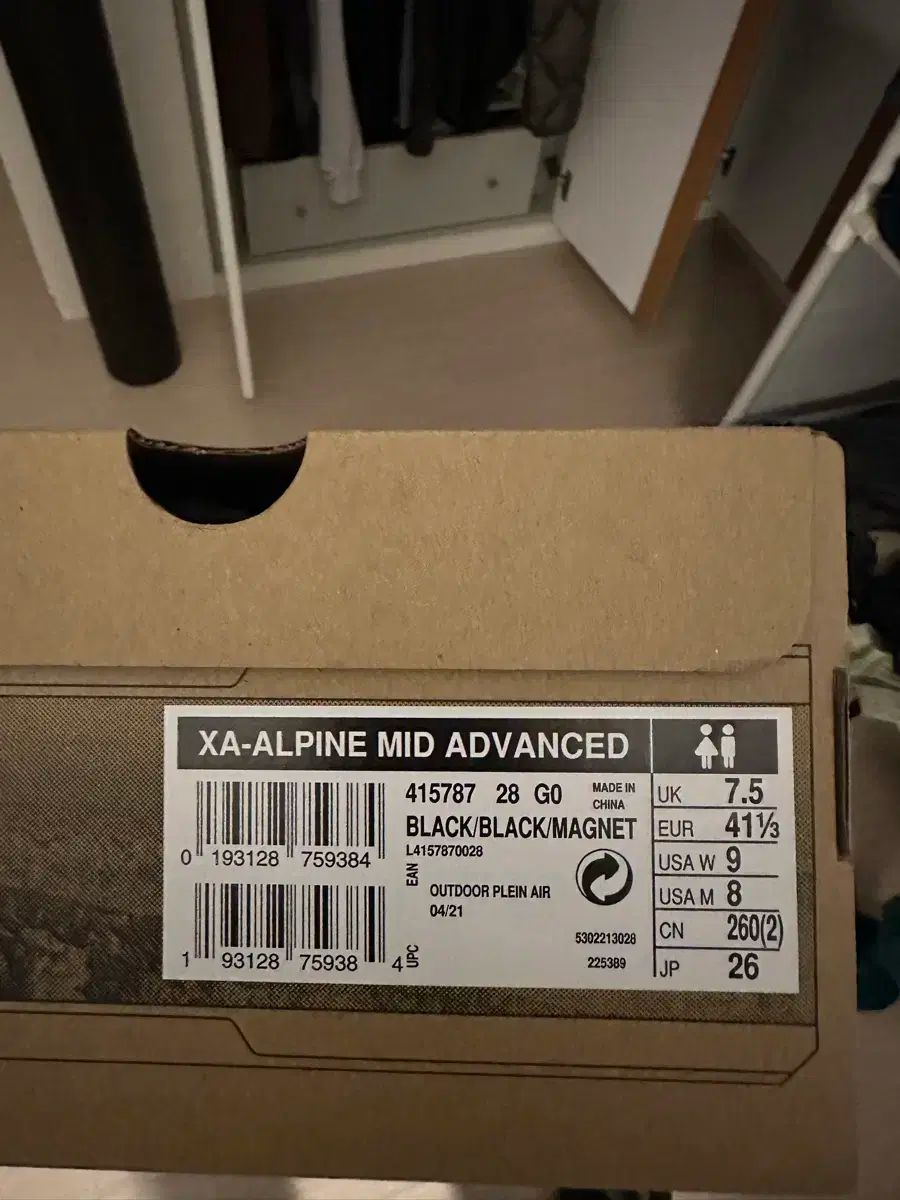 XA-ALPINE MID ADVANCED
415787 28 G0 MADE IN CHINA
BLACK/BLACK/MAGNET
L4157870028
0 193128 759384
EAN
OUTDOOR PLEIN AIR
04/21
5302213028
225389
1 93128 75938 4
UPC
UK 7.5
EUR 41⅓
USA W 9
USA M 8
CN 260(2)
JP 26